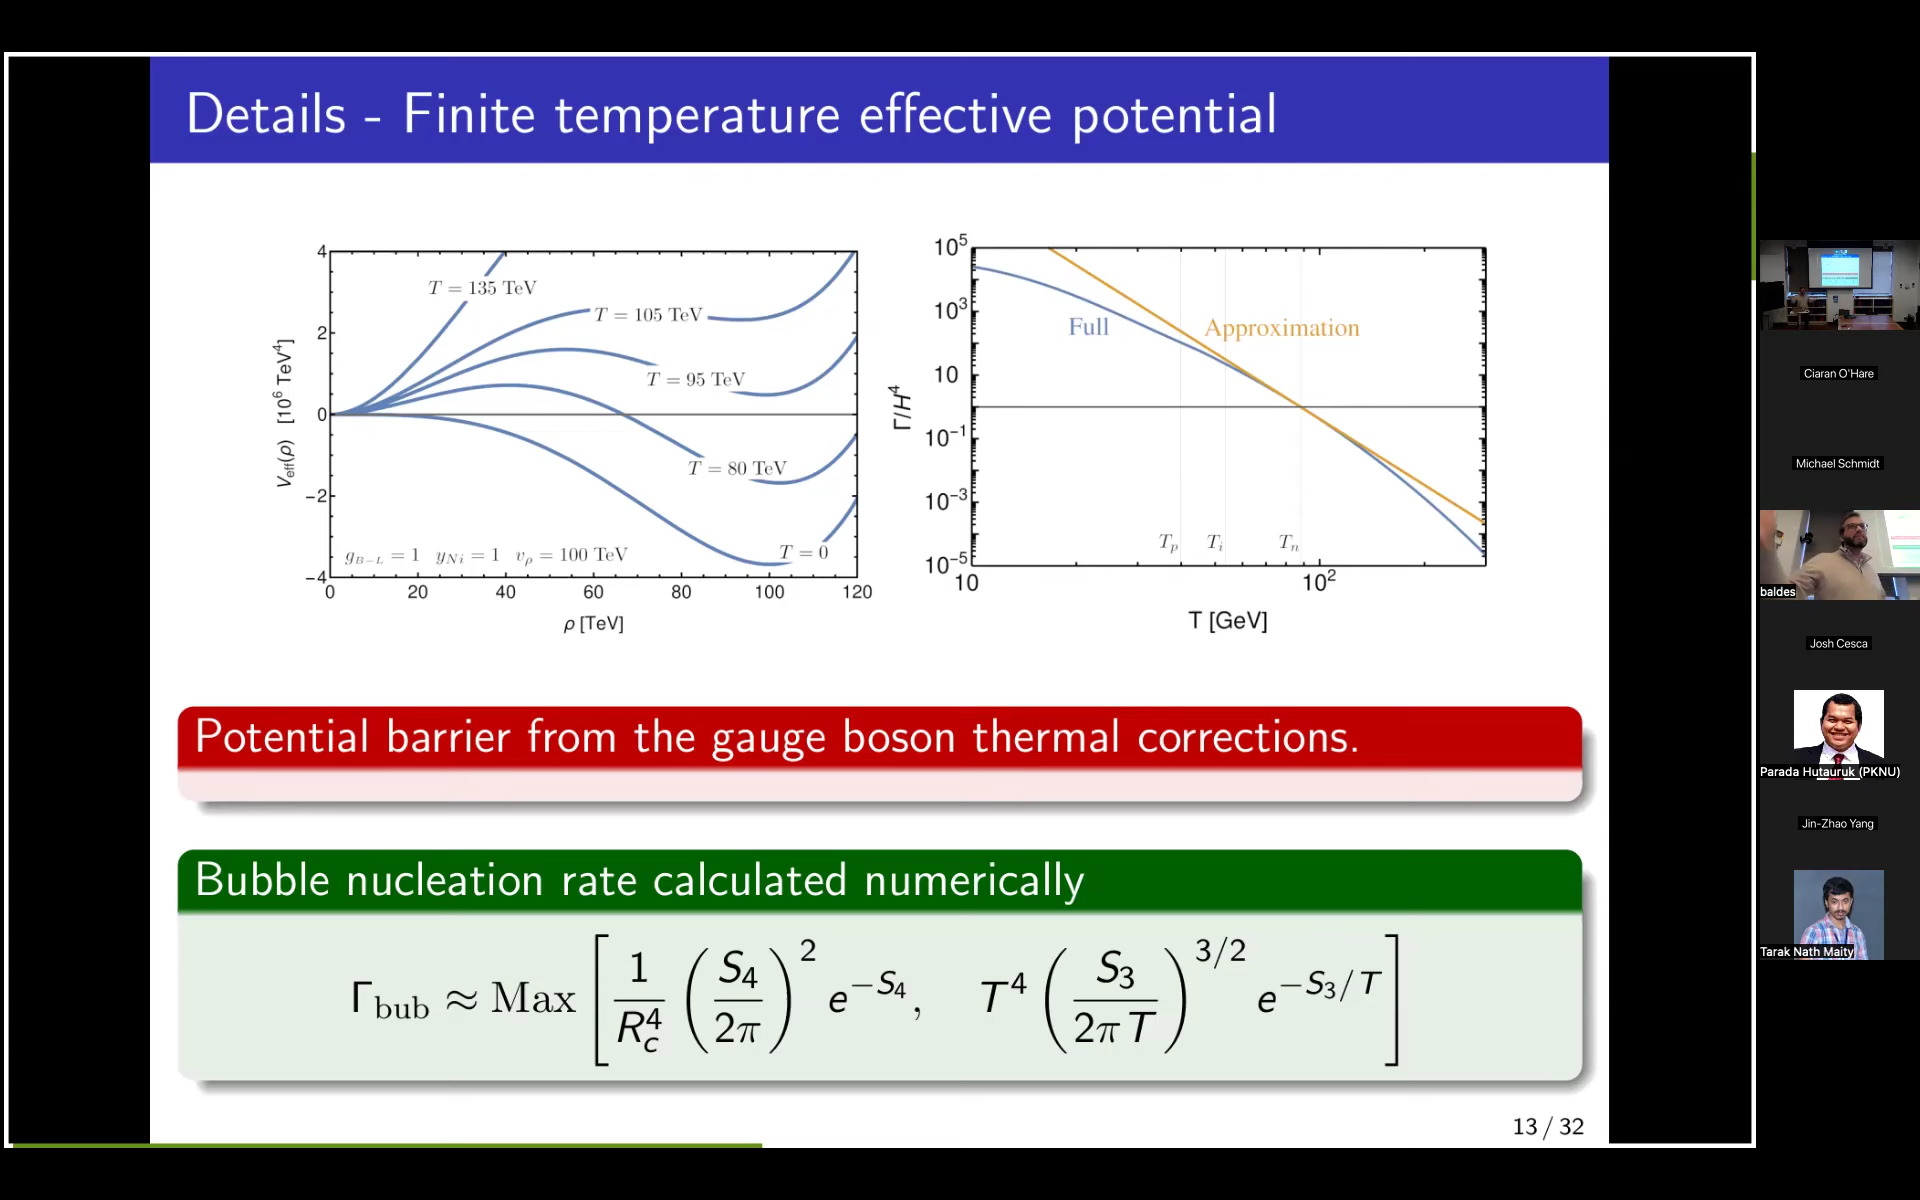 Details - Finite temperature effective potential
4
2
0
−2
−4
V_eff(ρ) [10^6 TeV^4]
T = 135 TeV
T = 105 TeV
T = 95 TeV
T = 80 TeV
T = 0
g_{B−L} = 1 y_{Ni} = 1 v_ρ = 100 TeV
0 20 40 60 80 100 120
ρ [TeV]
10^5
10^3
10
10^{-1}
10^{-3}
10^{-5}
Γ/H^4
Full
Approximation
T_p T_i T_n
10 10^2
T [GeV]
Potential barrier from the gauge boson thermal corrections.
Bubble nucleation rate calculated numerically
Γ_bub ≈ Max [ 1/R_c^4 (S_4/2π)^2 e^{−S_4}, T^4 (S_3/2πT)^{3/2} e^{−S_3/T} ]
13 / 32
Ciaran O'Hare
Michael Schmidt
baldes
Josh Cesca
Parada Hutauruk (PKNU)
Jin-Zhao Yang
Tarak Nath Maity